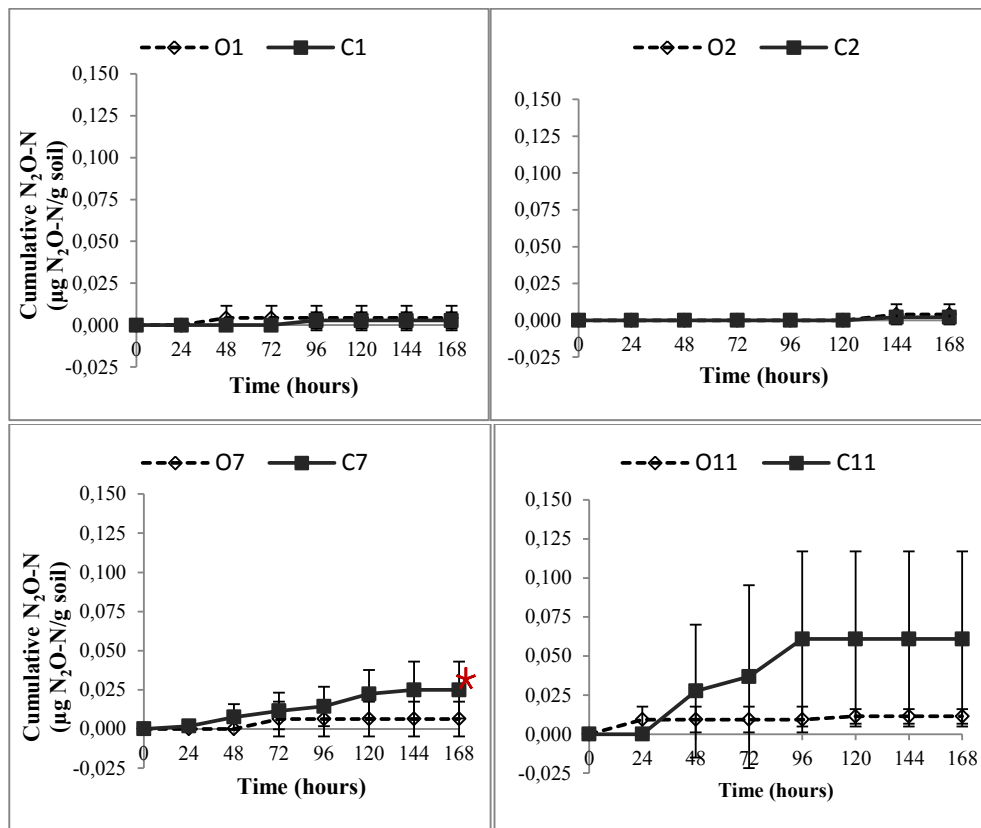 O1 C1
0,150
0,125
0,100
0,075
0,050
0,025
0,000
-0,025
0 24 48 72 96 120 144 168
Cumulative N₂O-N
(µg N₂O-N/g soil)
Time (hours)
O2 C2
0,150
0,125
0,100
0,075
0,050
0,025
0,000
-0,025
0 24 48 72 96 120 144 168
Time (hours)
O7 C7
0,150
0,125
0,100
0,075
0,050
0,025
0,000
-0,025
0 24 48 72 96 120 144 168
Cumulative N₂O-N
(µg N₂O-N/g soil)
Time (hours)
O11 C11
0,150
0,125
0,100
0,075
0,050
0,025
0,000
-0,025
0 24 48 72 96 120 144 168
Time (hours)